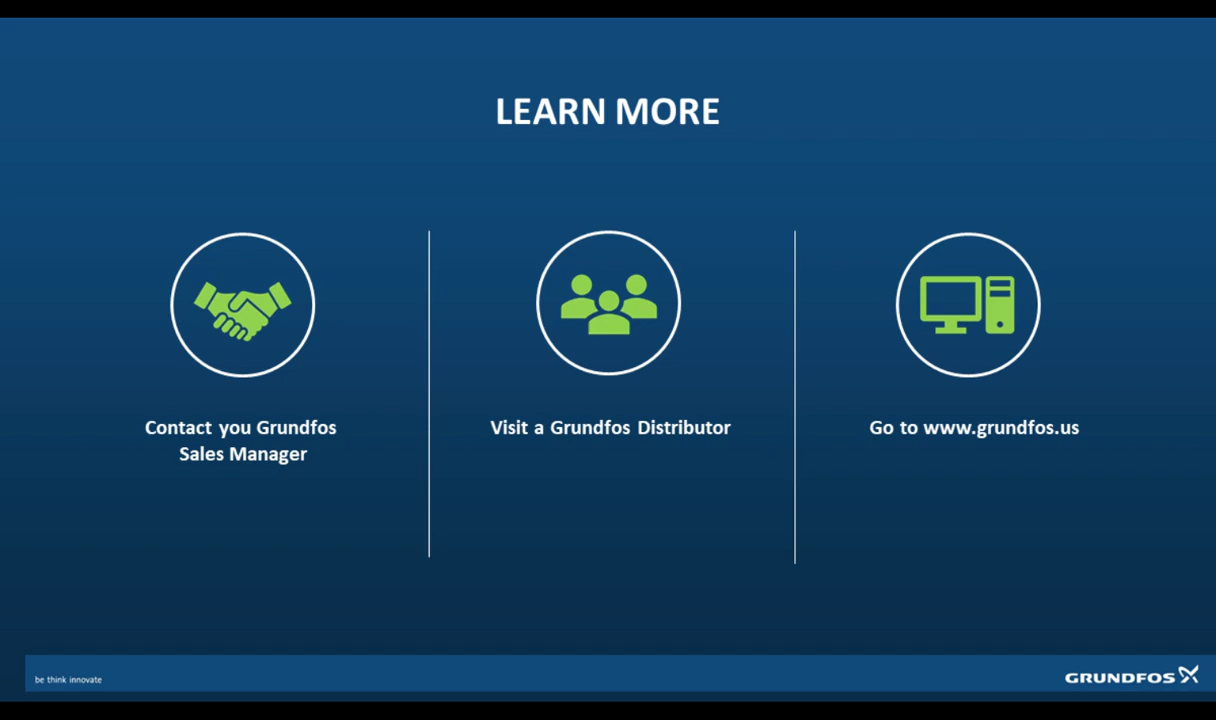 LEARN MORE
Contact you Grundfos
Sales Manager
Visit a Grundfos Distributor
Go to www.grundfos.us
be think innovate
GRUNDFOS